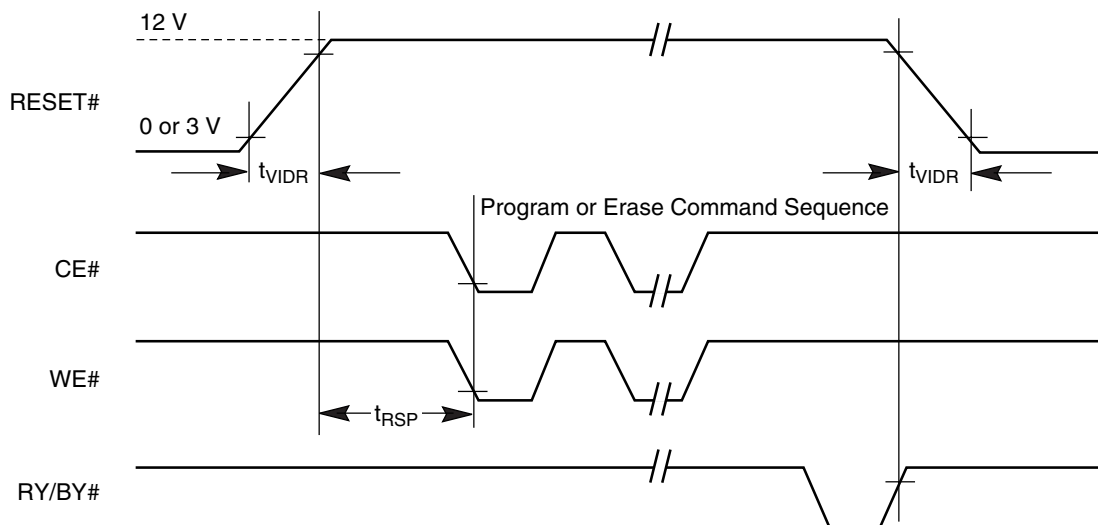 12 V
RESET#
0 or 3 V
tVIDR
tVIDR
Program or Erase Command Sequence
CE#
WE#
tRSP
RY/BY#